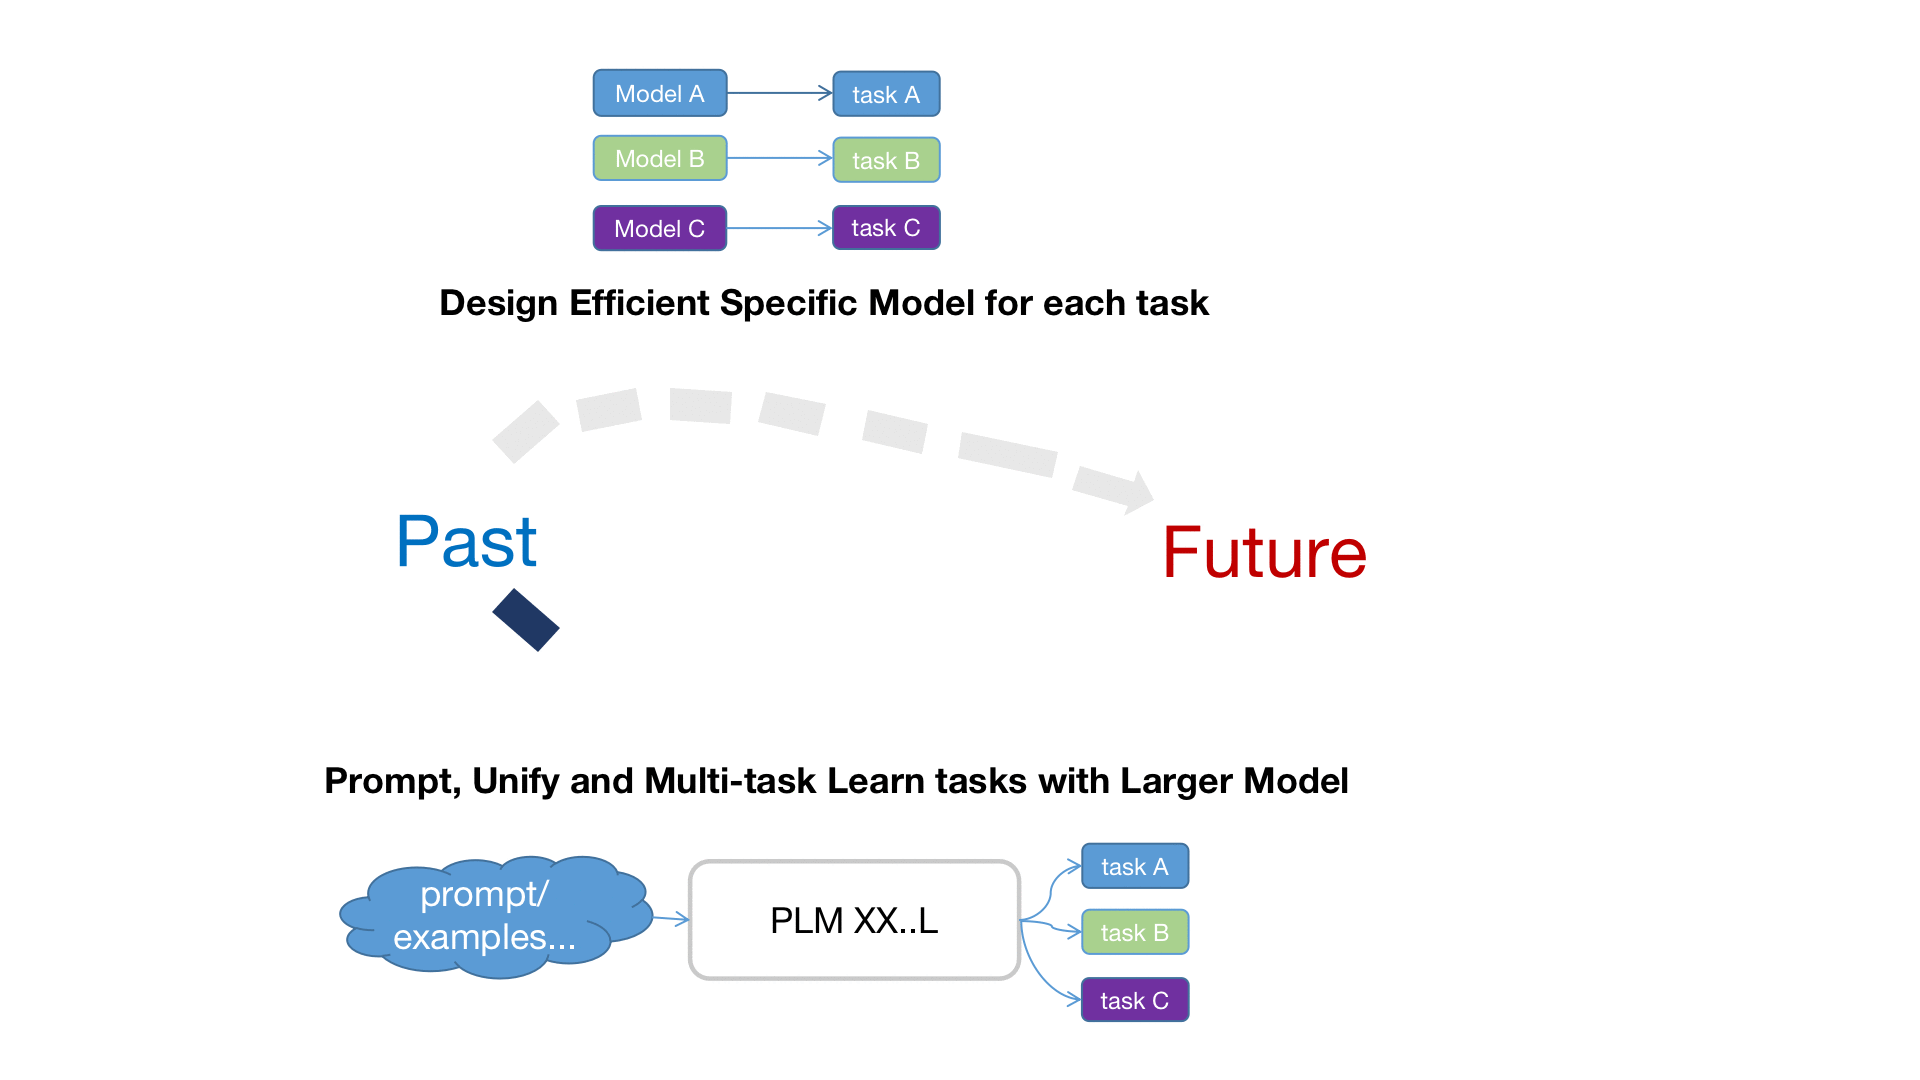 Model A
task A
Model B
task B
Model C
task C
Design Efficient Specific Model for each task
Past
Future
Prompt, Unify and Multi-task Learn tasks with Larger Model
prompt/
examples...
PLM XX..L
task A
task B
task C